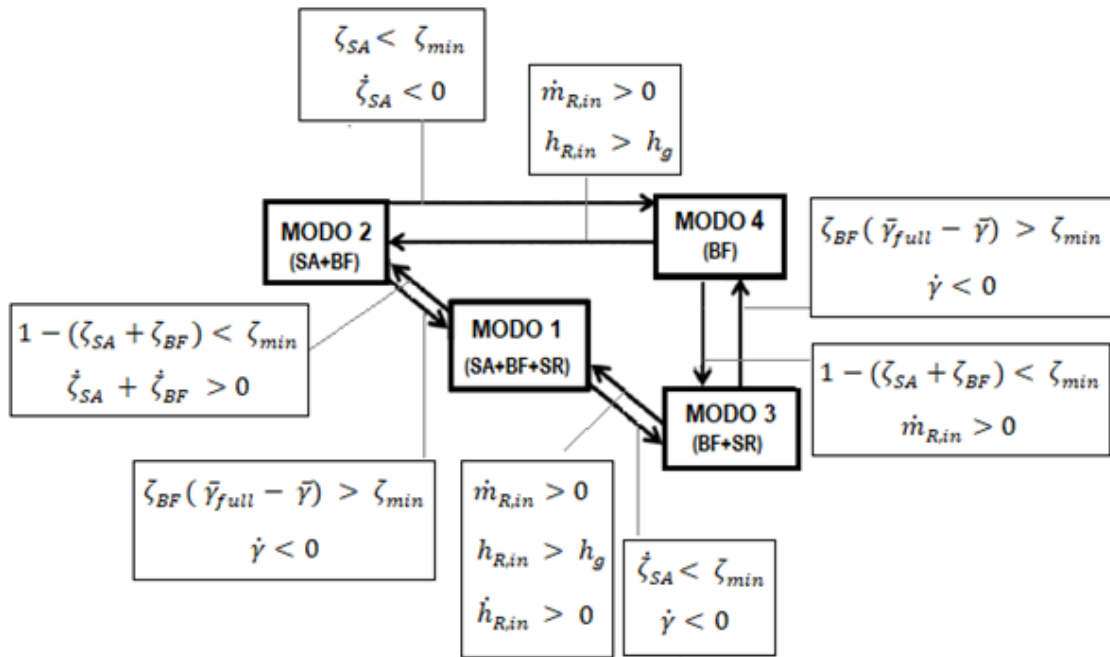 ζ_SA < ζ_min
ζ̇_SA < 0
ṁ_R,in > 0
h_R,in > h_g
MODO 2
(SA+BF)
MODO 4
(BF)
ζ_BF( γ̄_full − γ̄ ) > ζ_min
γ̇ < 0
1 − (ζ_SA + ζ_BF) < ζ_min
ζ̇_SA + ζ̇_BF > 0
MODO 1
(SA+BF+SR)
1 − (ζ_SA + ζ_BF) < ζ_min
ṁ_R,in > 0
MODO 3
(BF+SR)
ζ_BF( γ̄_full − γ̄ ) > ζ_min
γ̇ < 0
ṁ_R,in > 0
h_R,in > h_g
ḣ_R,in > 0
ζ̇_SA < ζ_min
γ̇ < 0